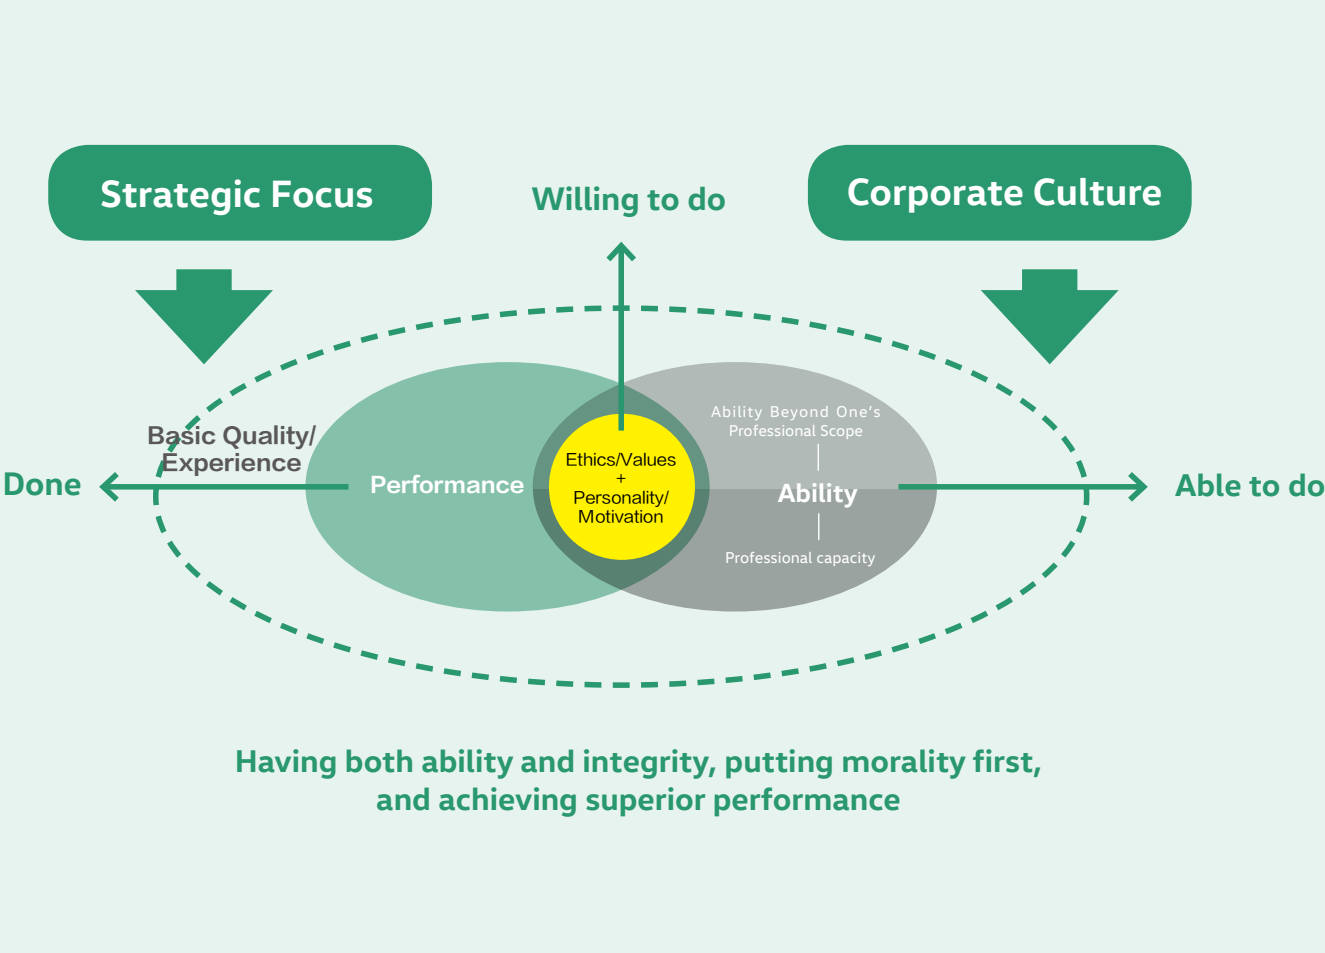 Strategic Focus
Corporate Culture
Willing to do
Basic Quality/
Experience
Done
Performance
Ethics/Values
+
Personality/
Motivation
Ability Beyond One's
Professional Scope
Ability
Professional capacity
Able to do
Having both ability and integrity, putting morality first,
and achieving superior performance